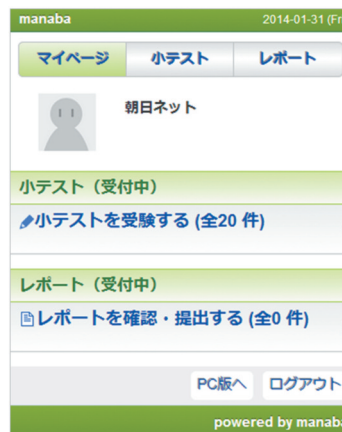 manaba 2014-01-31 (Fr
マイページ 小テスト レポート
朝日ネット
小テスト（受付中）
小テストを受験する (全20 件)
レポート（受付中）
レポートを確認・提出する (全0 件)
PC版へ ログアウト
powered by manaba